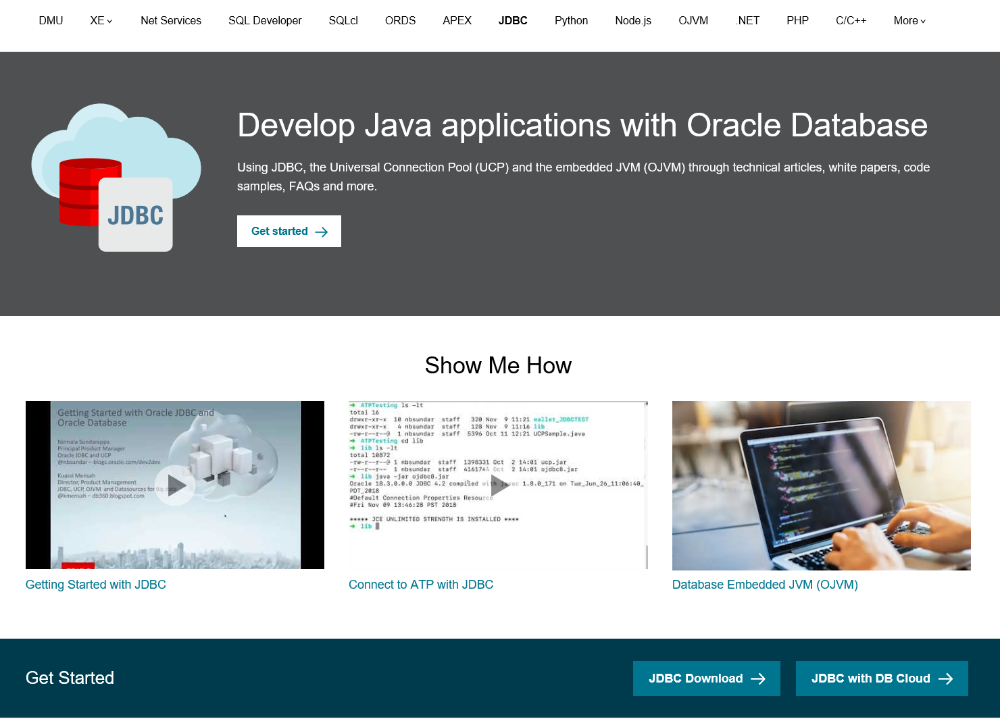 DMU XE Net Services SQL Developer SQLcl ORDS APEX JDBC Python Node.js OJVM .NET PHP C/C++ More
Develop Java applications with Oracle Database
Using JDBC, the Universal Connection Pool (UCP) and the embedded JVM (OJVM) through technical articles, white papers, code
samples, FAQs and more.
JDBC
Get started
Show Me How
Getting Started with Oracle JDBC and
Oracle Database
Nirmala Sundarappa
Principal Product Manager
Oracle JDBC and UCP
@nbsundar – blogs.oracle.com/dev2dev
Kuassi Mensah
Director, Product Management
JDBC, UCP, OJVM and Datasources for Big data
@kmensah – db360.blogspot.com
Getting Started with JDBC
➜ ATPTesting ls -lt
total 16
drwxr-xr-x 10 nbsundar staff 320 Nov 9 11:21 wallet_JDBCTEST
drwxr-xr-x 4 nbsundar staff 128 Nov 9 11:16 lib
-rw-r--r--@ 1 nbsundar staff 5396 Oct 11 12:21 UCPSample.java
➜ ATPTesting cd lib
➜ lib ls -lt
total 10872
-rw-r--r--@ 1 nbsundar staff 1398331 Oct 2 14:01 ucp.jar
-r--r--r-- 1 nbsundar staff 4161744 Oct 2 14:01 ojdbc8.jar
➜ lib java -jar ojdbc8.jar
Oracle 18.3.0.0.0 JDBC 4.2 compiled with javac 1.8.0_171 on Tue_Jun_26_11:06:40_
PDT_2018
#Default Connection Properties Resource
#Fri Nov 09 13:46:28 PST 2018
***** JCE UNLIMITED STRENGTH IS INSTALLED ****
➜ lib
Connect to ATP with JDBC
Database Embedded JVM (OJVM)
Get Started
JDBC Download
JDBC with DB Cloud